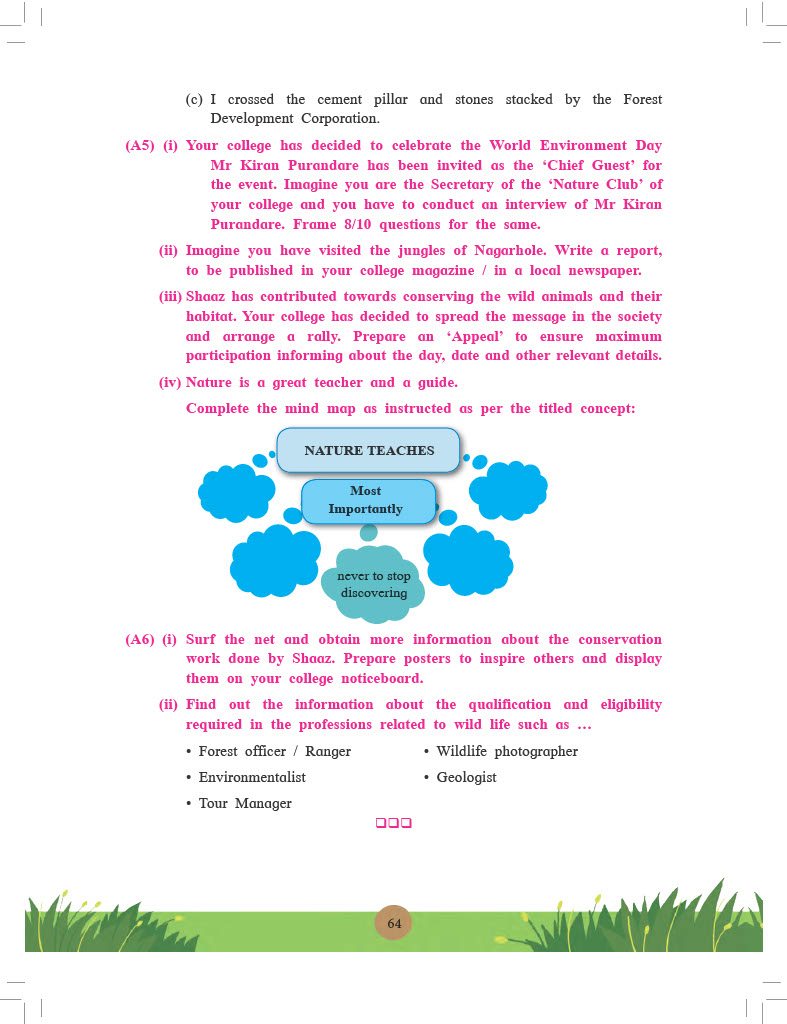 (c) I crossed the cement pillar and stones stacked by the Forest
Development Corporation.
(A5) (i) Your college has decided to celebrate the World Environment Day
Mr Kiran Purandare has been invited as the ‘Chief Guest’ for
the event. Imagine you are the Secretary of the ‘Nature Club’ of
your college and you have to conduct an interview of Mr Kiran
Purandare. Frame 8/10 questions for the same.
(ii) Imagine you have visited the jungles of Nagarhole. Write a report,
to be published in your college magazine / in a local newspaper.
(iii) Shaaz has contributed towards conserving the wild animals and their
habitat. Your college has decided to spread the message in the society
and arrange a rally. Prepare an ‘Appeal’ to ensure maximum
participation informing about the day, date and other relevant details.
(iv) Nature is a great teacher and a guide.
Complete the mind map as instructed as per the titled concept:
NATURE TEACHES
Most
Importantly
never to stop
discovering
(A6) (i) Surf the net and obtain more information about the conservation
work done by Shaaz. Prepare posters to inspire others and display
them on your college noticeboard.
(ii) Find out the information about the qualification and eligibility
required in the professions related to wild life such as ...
• Forest officer / Ranger • Wildlife photographer
• Environmentalist • Geologist
• Tour Manager
64